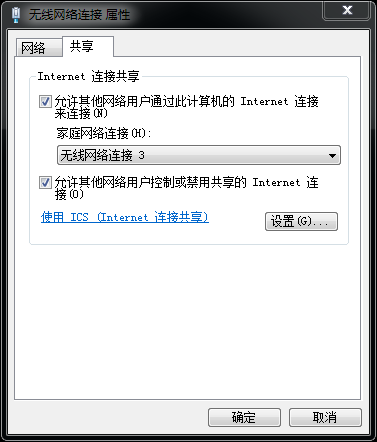 无线网络连接 属性
网络
共享
Internet 连接共享
允许其他网络用户通过此计算机的 Internet 连接
来连接(N)
家庭网络连接(H):
无线网络连接 3
允许其他网络用户控制或禁用共享的 Internet 连
接(O)
使用 ICS (Internet 连接共享)
设置(G)...
确定
取消